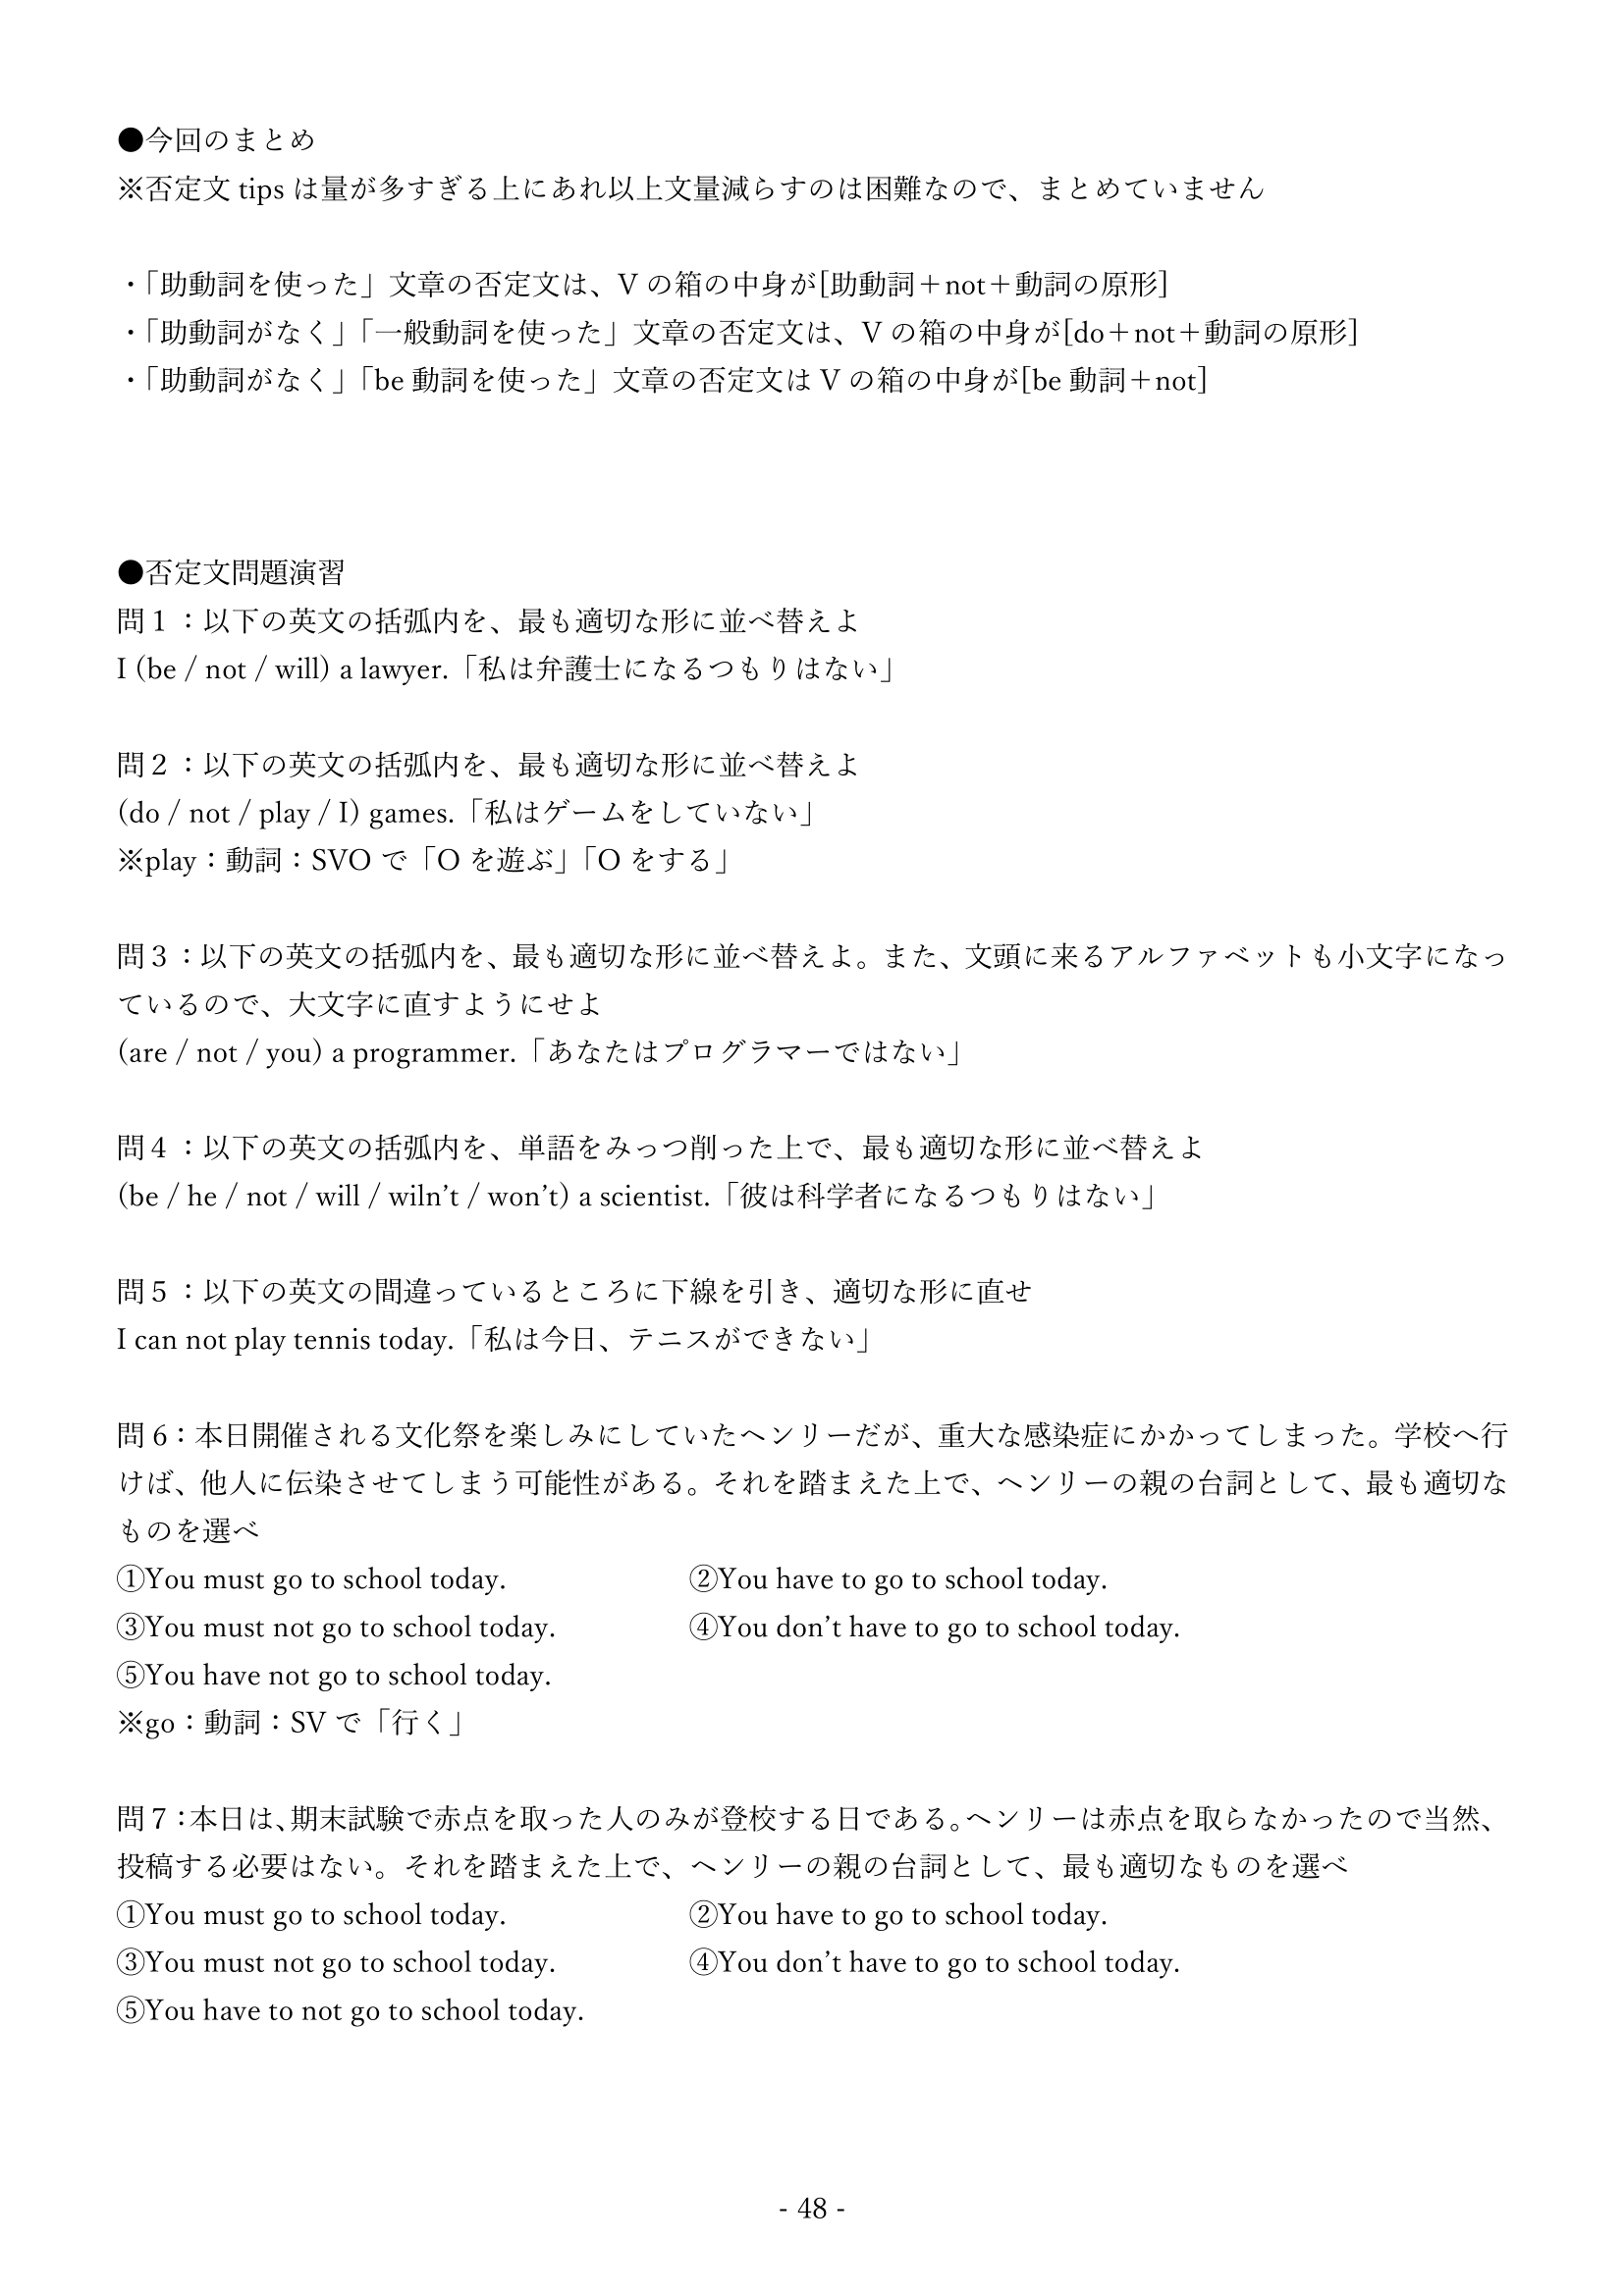 ●今回のまとめ
※否定文 tips は量が多すぎる上にあれ以上文量減らすのは困難なので、まとめていません
・「助動詞を使った」文章の否定文は、V の箱の中身が[助動詞＋not＋動詞の原形]
・「助動詞がなく」「一般動詞を使った」文章の否定文は、V の箱の中身が[do＋not＋動詞の原形]
・「助動詞がなく」「be 動詞を使った」文章の否定文は V の箱の中身が[be 動詞＋not]
●否定文問題演習
問１：以下の英文の括弧内を、最も適切な形に並べ替えよ
I (be / not / will) a lawyer.「私は弁護士になるつもりはない」
問２：以下の英文の括弧内を、最も適切な形に並べ替えよ
(do / not / play / I) games.「私はゲームをしていない」
※play：動詞：SVO で「O を遊ぶ」「O をする」
問３：以下の英文の括弧内を、最も適切な形に並べ替えよ。また、文頭に来るアルファベットも小文字になっ
ているので、大文字に直すようにせよ
(are / not / you) a programmer.「あなたはプログラマーではない」
問４：以下の英文の括弧内を、単語をみっつ削った上で、最も適切な形に並べ替えよ
(be / he / not / will / wiln’t / won’t) a scientist.「彼は科学者になるつもりはない」
問５：以下の英文の間違っているところに下線を引き、適切な形に直せ
I can not play tennis today.「私は今日、テニスができない」
問 6：本日開催される文化祭を楽しみにしていたヘンリーだが、重大な感染症にかかってしまった。学校へ行
けば、他人に伝染させてしまう可能性がある。それを踏まえた上で、ヘンリーの親の台詞として、最も適切な
ものを選べ
①You must go to school today. ②You have to go to school today.
③You must not go to school today. ④You don’t have to go to school today.
⑤You have not go to school today.
※go：動詞：SV で「行く」
問７：本日は、期末試験で赤点を取った人のみが登校する日である。ヘンリーは赤点を取らなかったので当然、
投稿する必要はない。それを踏まえた上で、ヘンリーの親の台詞として、最も適切なものを選べ
①You must go to school today. ②You have to go to school today.
③You must not go to school today. ④You don’t have to go to school today.
⑤You have to not go to school today.
- 48 -